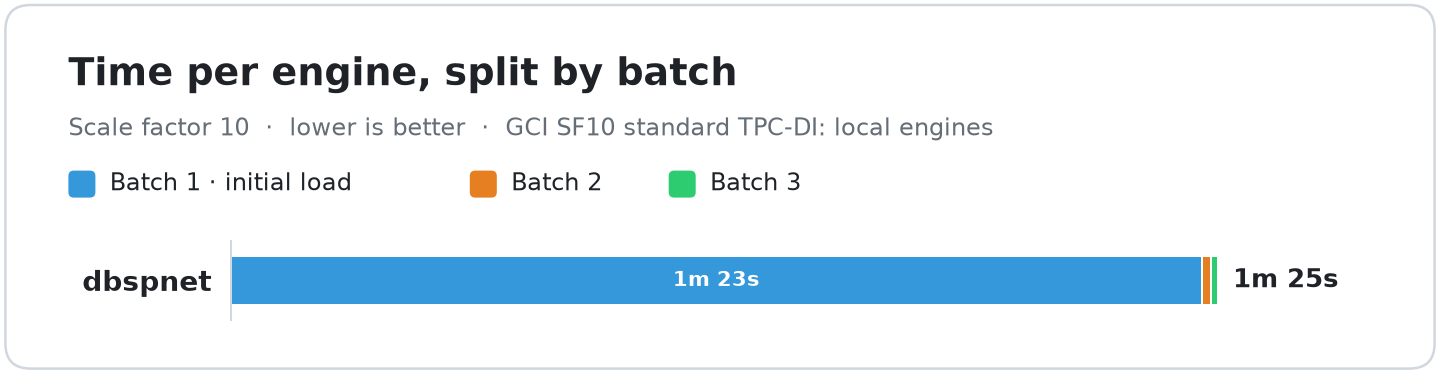 Time per engine, split by batch
Scale factor 10 · lower is better · GCI SF10 standard TPC-DI: local engines
Batch 1 · initial load Batch 2 Batch 3
dbspnet 1m 23s 1m 25s